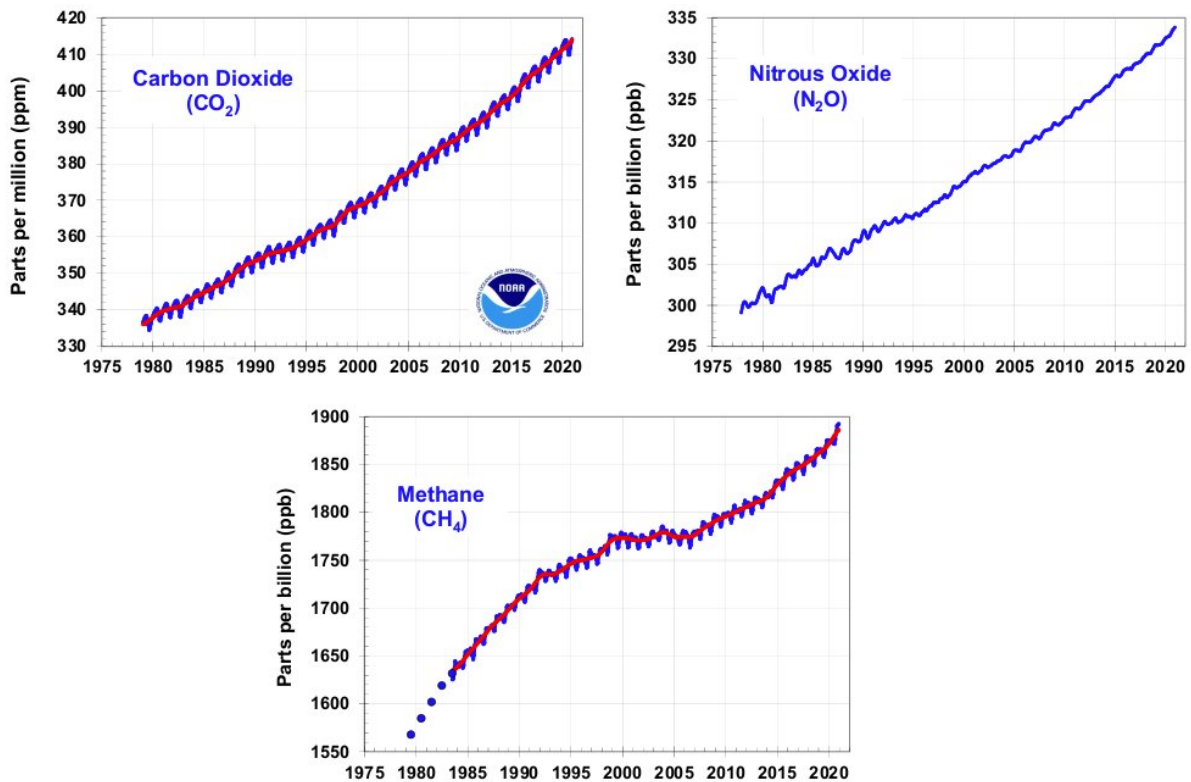 Parts per million (ppm)
420
410
400
390
380
370
360
350
340
330
Carbon Dioxide
(CO₂)
NOAA
1975 1980 1985 1990 1995 2000 2005 2010 2015 2020
Parts per billion (ppb)
335
330
325
320
315
310
305
300
295
Nitrous Oxide
(N₂O)
1975 1980 1985 1990 1995 2000 2005 2010 2015 2020
Parts per billion (ppb)
1900
1850
1800
1750
1700
1650
1600
1550
Methane
(CH₄)
1975 1980 1985 1990 1995 2000 2005 2010 2015 2020